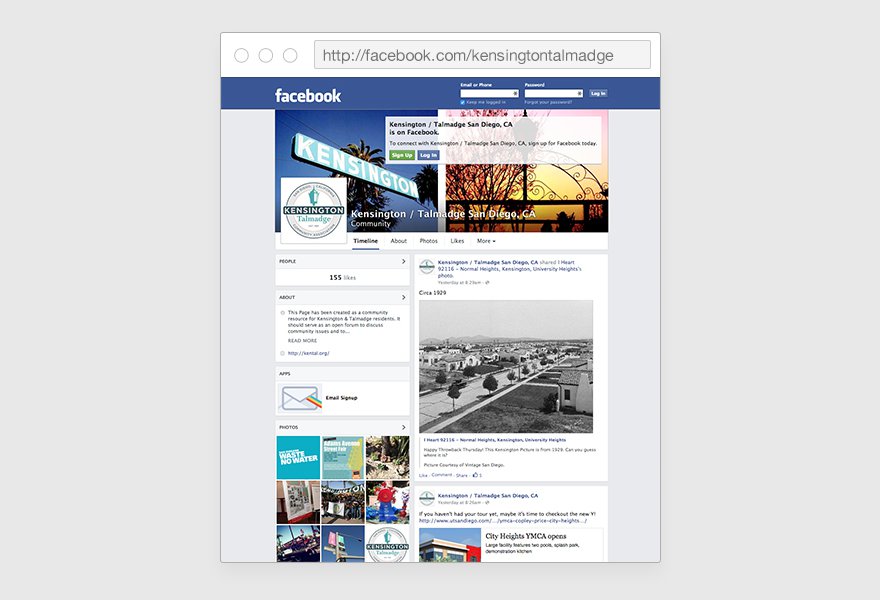 http://facebook.com/kensingtontalmadge
facebook
Email or Phone
Password
Keep me logged in
Forgot your password?
Log In
Kensington / Talmadge San Diego, CA
is on Facebook.
To connect with Kensington / Talmadge San Diego, CA, sign up for Facebook today.
Sign Up
Log In
KENSINGTON
SAN DIEGO, CALIFORNIA
KENSINGTON
Talmadge
COMMUNITY ASSOCIATION
Kensington / Talmadge San Diego, CA
Community
Timeline
About
Photos
Likes
More
PEOPLE
155 likes
ABOUT
This Page has been created as a community
resource for Kensington & Talmadge residents. It
should serve as an open forum to discuss
community issues and to...
READ MORE
http://kental.org/
APPS
Email Signup
PHOTOS
WASTE
NO WATER
Adams Avenue
Street Fair
KENSINGTON
Talmadge
Kensington / Talmadge San Diego, CA shared I Heart
92116 - Normal Heights, Kensington, University Heights's
photo.
Yesterday at 8:29am
Circa 1929
I Heart 92116 - Normal Heights, Kensington, University Heights
Happy Throwback Thursday! This Kensington Picture is from 1929. Can you guess
where it is?
Picture Courtesy of Vintage San Diego.
Like · Comment · Share · 5
Kensington / Talmadge San Diego, CA
Yesterday at 8:26am
If you haven't had your tour yet, maybe it's time to checkout the new Y!
http://www.utsandiego.com/.../ymca-copley-price-city-heights.../
City Heights YMCA opens
Large facility features two pools, splash park,
demonstration kitchen